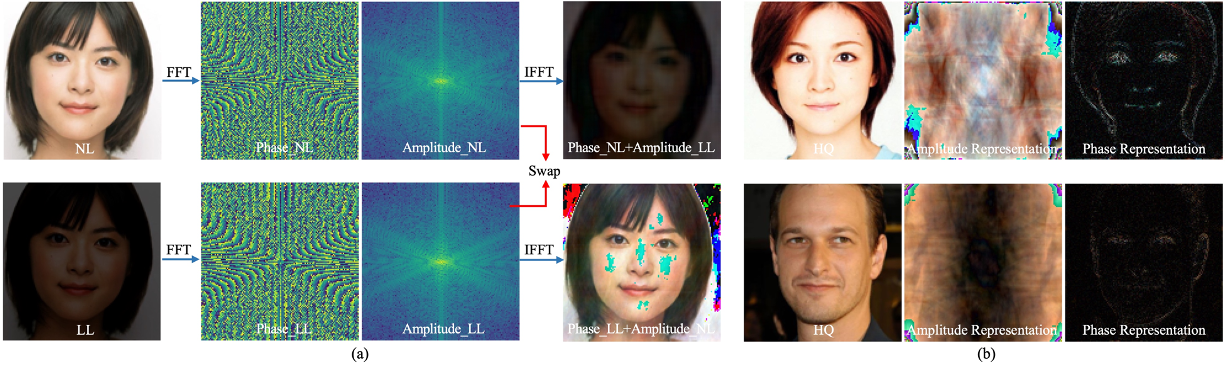 FFT
IFFT
NL
Phase_NL
Amplitude_NL
Phase_NL+Amplitude_LL
HQ
Amplitude Representation
Phase Representation
Swap
FFT
IFFT
LL
Phase_LL
Amplitude_LL
Phase_LL+Amplitude_NL
HQ
Amplitude Representation
Phase Representation
(a)
(b)